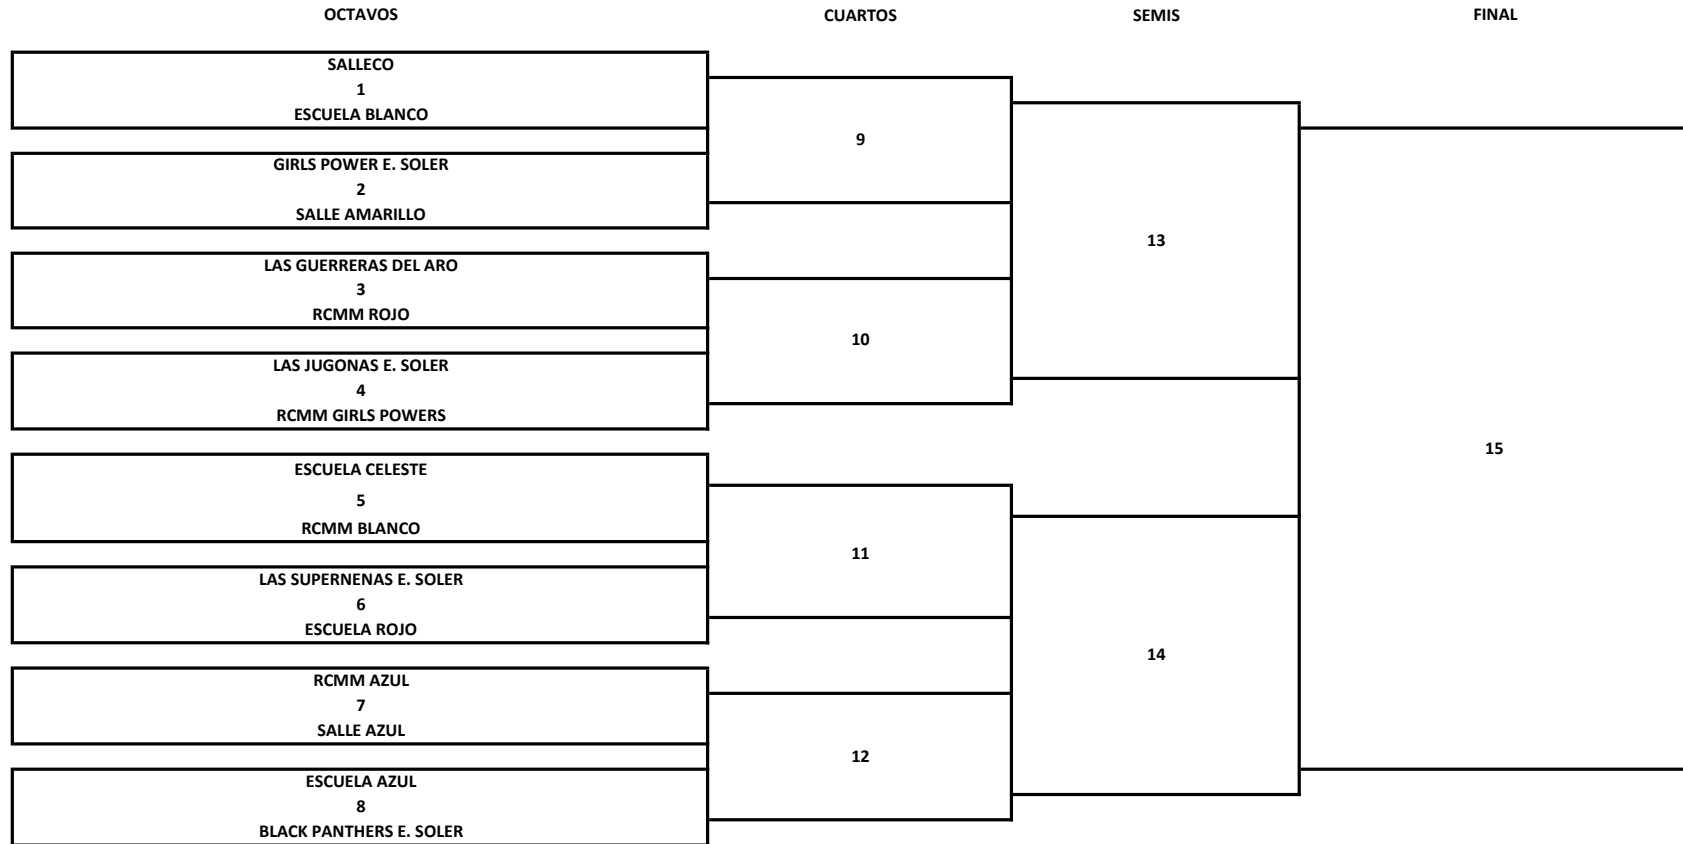 OCTAVOS
CUARTOS
SEMIS
FINAL
SALLECO
1
ESCUELA BLANCO
GIRLS POWER E. SOLER
2
SALLE AMARILLO
LAS GUERRERAS DEL ARO
3
RCMM ROJO
LAS JUGONAS E. SOLER
4
RCMM GIRLS POWERS
ESCUELA CELESTE
5
RCMM BLANCO
LAS SUPERNENAS E. SOLER
6
ESCUELA ROJO
RCMM AZUL
7
SALLE AZUL
ESCUELA AZUL
8
BLACK PANTHERS E. SOLER
9
10
11
12
13
14
15